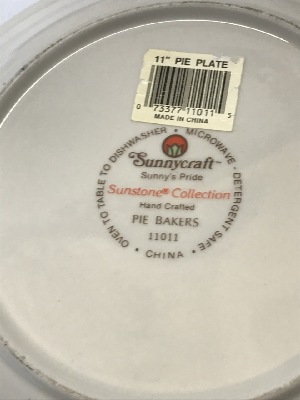 11" PIE PLATE
0 73377 11011 5
MADE IN CHINA
OVEN TO TABLE TO DISHWASHER • MICROWAVE • DETERGENT SAFE •
Sunnycraft
Sunny's Pride
Sunstone® Collection
Hand Crafted
PIE BAKERS
11011
• CHINA •